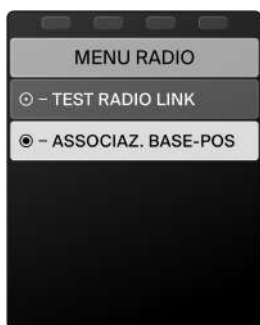 MENU RADIO
⊙ – TEST RADIO LINK
◉ – ASSOCIAZ. BASE-POS